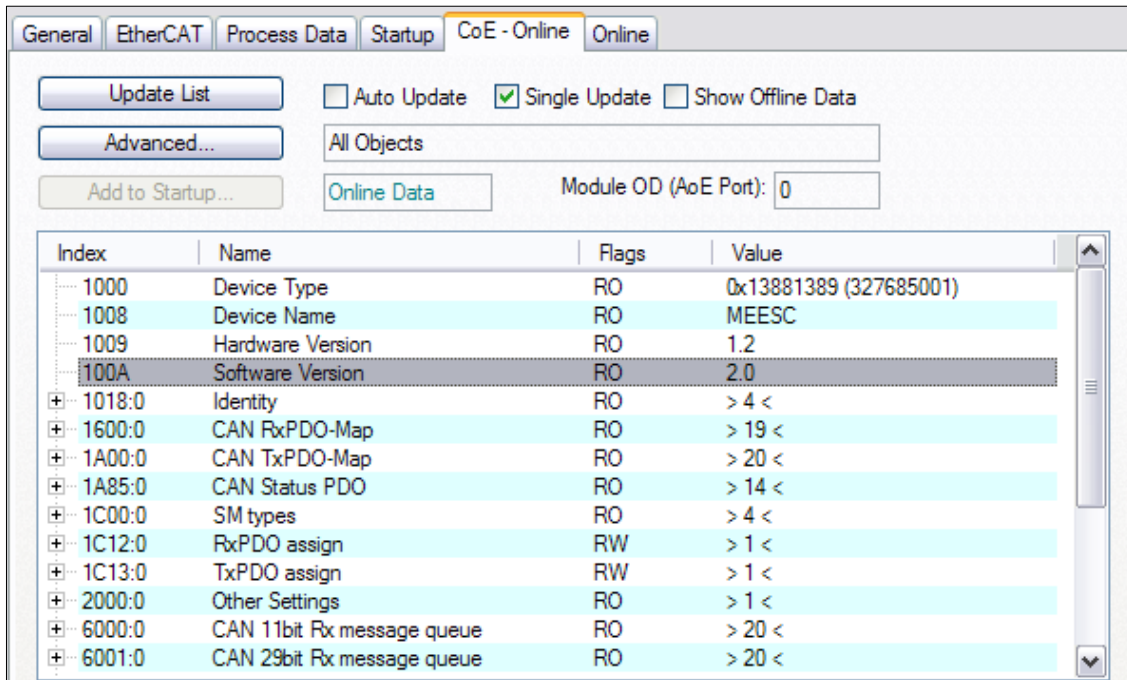 General EtherCAT Process Data Startup CoE - Online Online
Update List Auto Update Single Update Show Offline Data
Advanced... All Objects
Add to Startup... Online Data Module OD (AoE Port): 0
Index Name Flags Value
1000 Device Type RO 0x13881389 (327685001)
1008 Device Name RO MEESC
1009 Hardware Version RO 1.2
100A Software Version RO 2.0
1018:0 Identity RO > 4 <
1600:0 CAN RxPDO-Map RO > 19 <
1A00:0 CAN TxPDO-Map RO > 20 <
1A85:0 CAN Status PDO RO > 14 <
1C00:0 SM types RO > 4 <
1C12:0 RxPDO assign RW > 1 <
1C13:0 TxPDO assign RW > 1 <
2000:0 Other Settings RO > 1 <
6000:0 CAN 11bit Rx message queue RO > 20 <
6001:0 CAN 29bit Rx message queue RO > 20 <